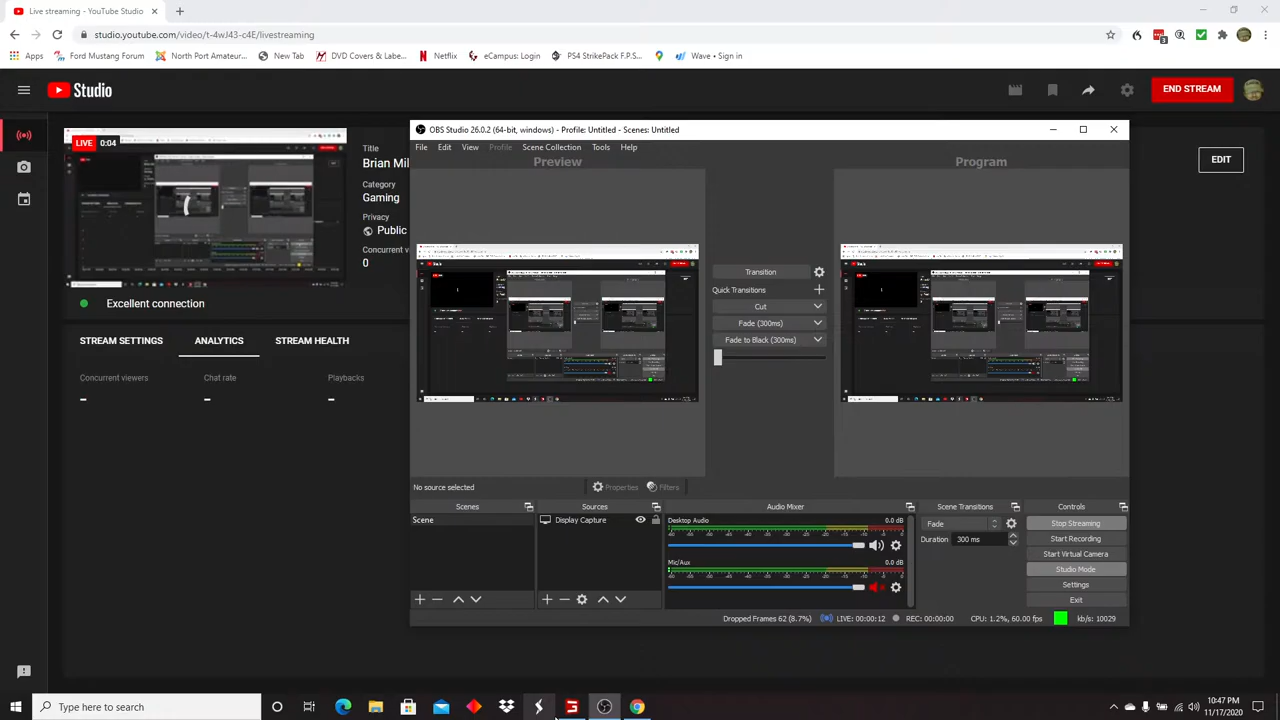 Live streaming - YouTube Studio
studio.youtube.com/video/t-4wJ43-c4E/livestreaming
3
Apps
Ford Mustang Forum
North Port Amateur...
New Tab
DVD Covers & Labe...
Netflix
eCampus: Login
PS4 StrikePack F.P.S...
Wave • Sign in
Studio
END STREAM
LIVE 0:04
Title
Brian Mil
Category
Gaming
Privacy
Public
Concurrent v
0
EDIT
Excellent connection
STREAM SETTINGS
ANALYTICS
STREAM HEALTH
Concurrent viewers
Chat rate
Playbacks
-
-
-
OBS Studio 26.0.2 (64-bit, windows) - Profile: Untitled - Scenes: Untitled
File Edit View Profile Scene Collection Tools Help
Preview
Program
Transition
Quick Transitions
Cut
Fade (300ms)
Fade to Black (300ms)
No source selected
Properties
Filters
Scenes
Scene
Sources
Display Capture
Audio Mixer
Desktop Audio
0.0 dB
Mic/Aux
0.0 dB
Scene Transitions
Fade
Duration 300 ms
Controls
Stop Streaming
Start Recording
Start Virtual Camera
Studio Mode
Settings
Exit
Dropped Frames 62 (8.7%)
LIVE: 00:00:12
REC: 00:00:00
CPU: 1.2%, 60.00 fps
kb/s: 10029
Type here to search
10:47 PM
11/17/2020